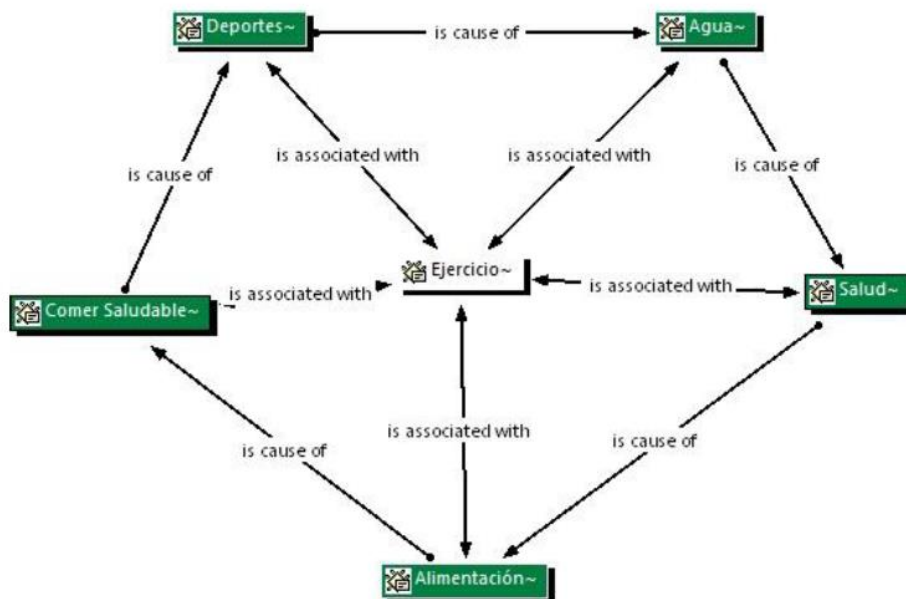 Deportes~
is cause of
Agua~
is associated with
is associated with
is cause of
is cause of
Ejercicio~
is associated with
is associated with
Comer Saludable~
Salud~
is associated with
is cause of
is cause of
Alimentación~